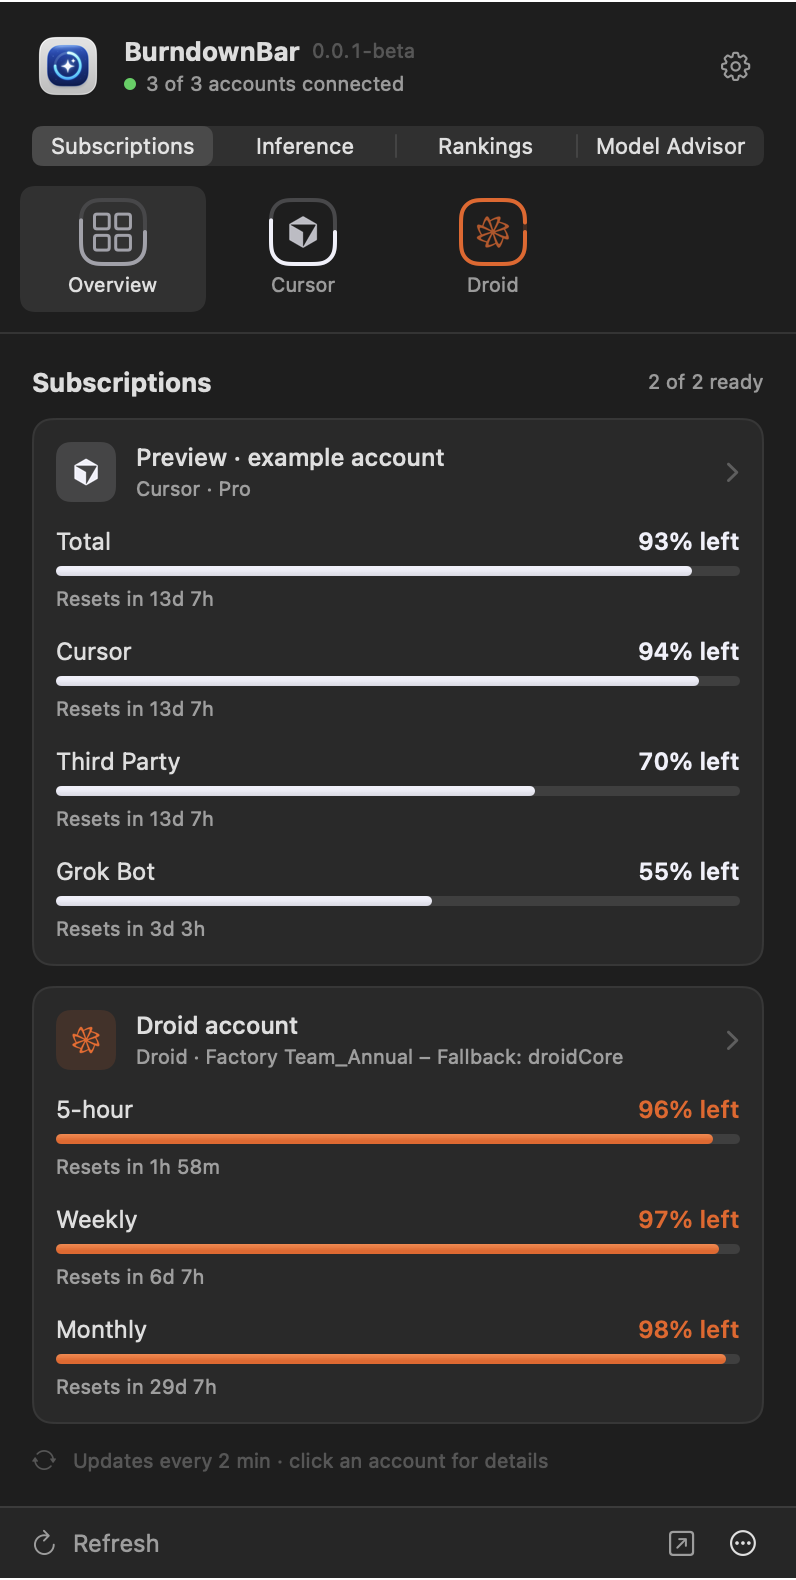 BurndownBar 0.0.1-beta
3 of 3 accounts connected
Subscriptions
Inference
Rankings
Model Advisor
Overview
Cursor
Droid
Subscriptions
2 of 2 ready
Preview · example account
Cursor · Pro
Total
93% left
Resets in 13d 7h
Cursor
94% left
Resets in 13d 7h
Third Party
70% left
Resets in 13d 7h
Grok Bot
55% left
Resets in 3d 3h
Droid account
Droid · Factory Team_Annual – Fallback: droidCore
5-hour
96% left
Resets in 1h 58m
Weekly
97% left
Resets in 6d 7h
Monthly
98% left
Resets in 29d 7h
Updates every 2 min · click an account for details
Refresh